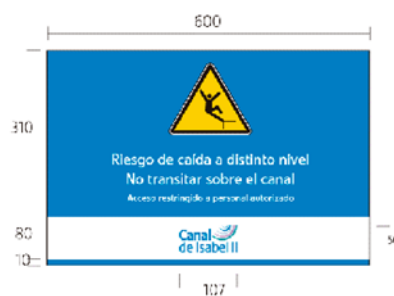 600
310
Riesgo de caída a distinto nivel
No transitar sobre el canal
Acceso restringido a personal autorizado
80
Canal
de Isabel II
10
107